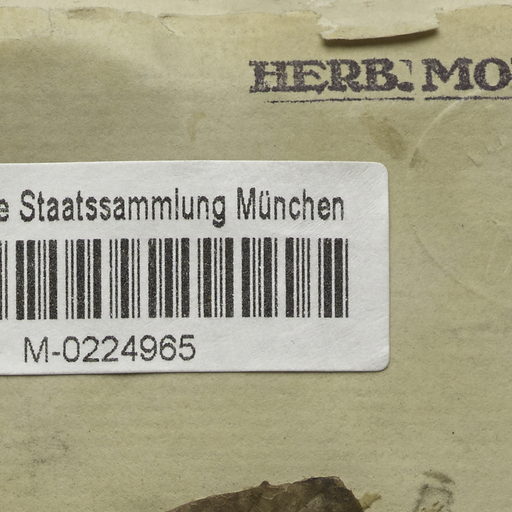 HERB. MO
e Staatssammlung München
M-0224965